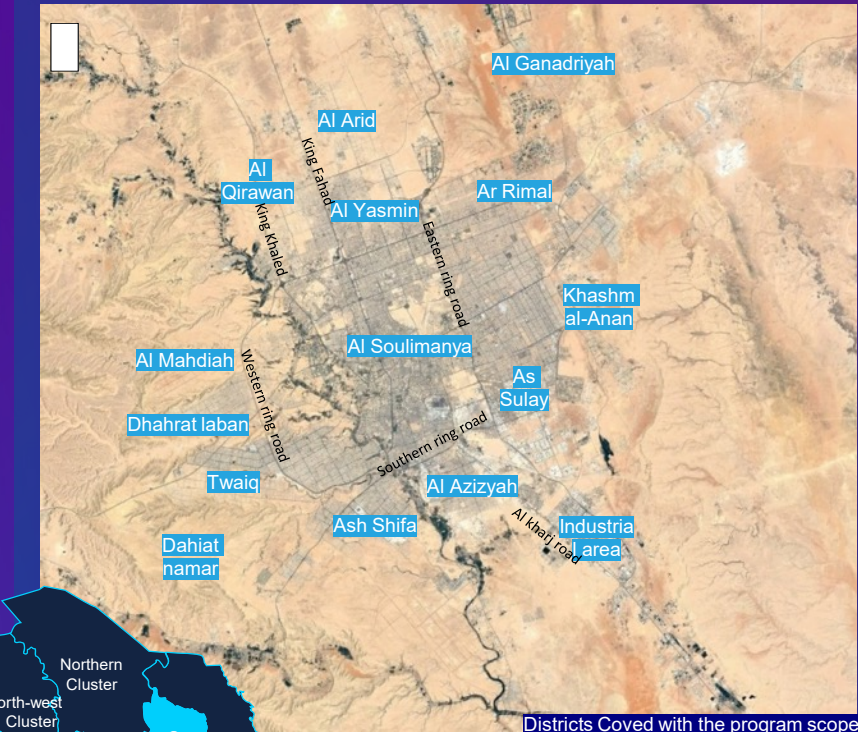 Al Ganadriyah
Al Arid
King Fahad
Al
Qirawan
Ar Rimal
Al Yasmin
King Khaled
Eastern ring road
Khashm
al-Anan
Al Soulimanya
Al Mahdiah
Western ring road
As
Sulay
Dhahrat laban
Southern ring road
Twaiq
Al Azizyah
Ash Shifa
Al kharj road
Industria
l area
Dahiat
namar
Northern
Cluster
orth-west
Cluster
Districts Coved with the program scope